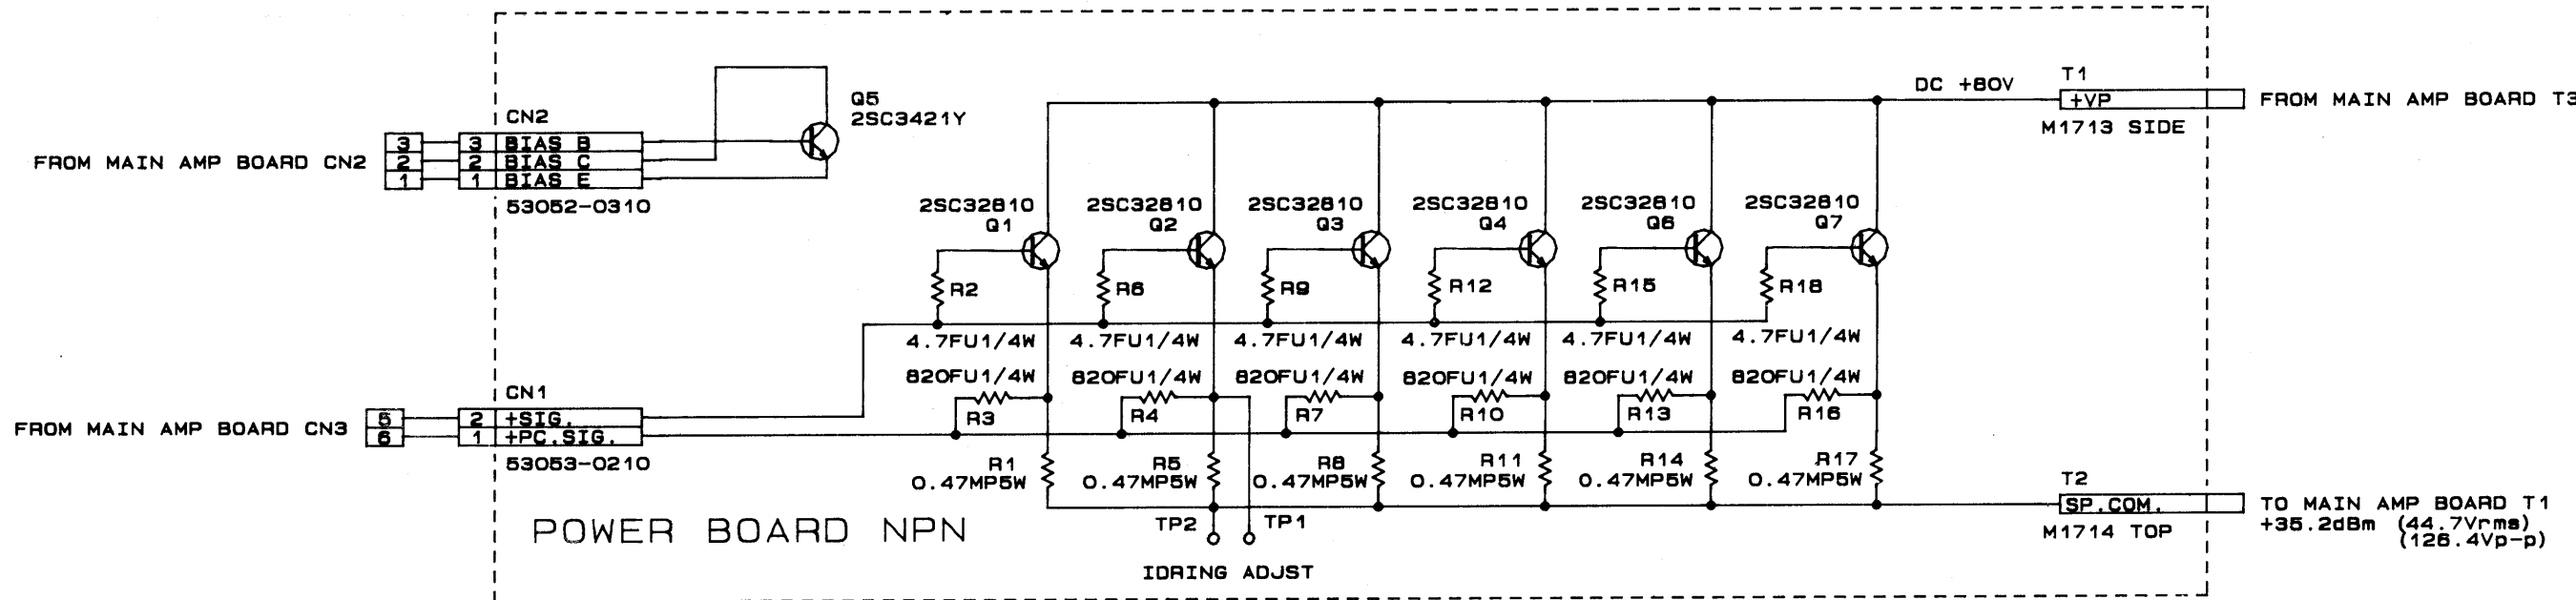 DC +80V
T1
+VP
FROM MAIN AMP BOARD T3
M1713 SIDE
Q5
2SC3421Y
CN2
FROM MAIN AMP BOARD CN2
3 3 BIAS B
2 2 BIAS C
1 1 BIAS E
53052-0310
2SC32810 2SC32810 2SC32810 2SC32810 2SC32810 2SC32810
Q1 Q2 Q3 Q4 Q6 Q7
R2 R6 R9 R12 R15 R18
4.7FU1/4W 4.7FU1/4W 4.7FU1/4W 4.7FU1/4W 4.7FU1/4W 4.7FU1/4W
820FU1/4W 820FU1/4W 820FU1/4W 820FU1/4W 820FU1/4W 820FU1/4W
R3 R4 R7 R10 R13 R16
CN1
FROM MAIN AMP BOARD CN3
5 2 +SIG.
6 1 +PC.SIG.
53053-0210
R1 R5 R8 R11 R14 R17
0.47MP5W 0.47MP5W 0.47MP5W 0.47MP5W 0.47MP5W 0.47MP5W
T2
SP.COM.
TO MAIN AMP BOARD T1
M1714 TOP
+35.2dBm (44.7Vrms)
(126.4Vp-p)
POWER BOARD NPN
TP2 TP1
IDRING ADJST